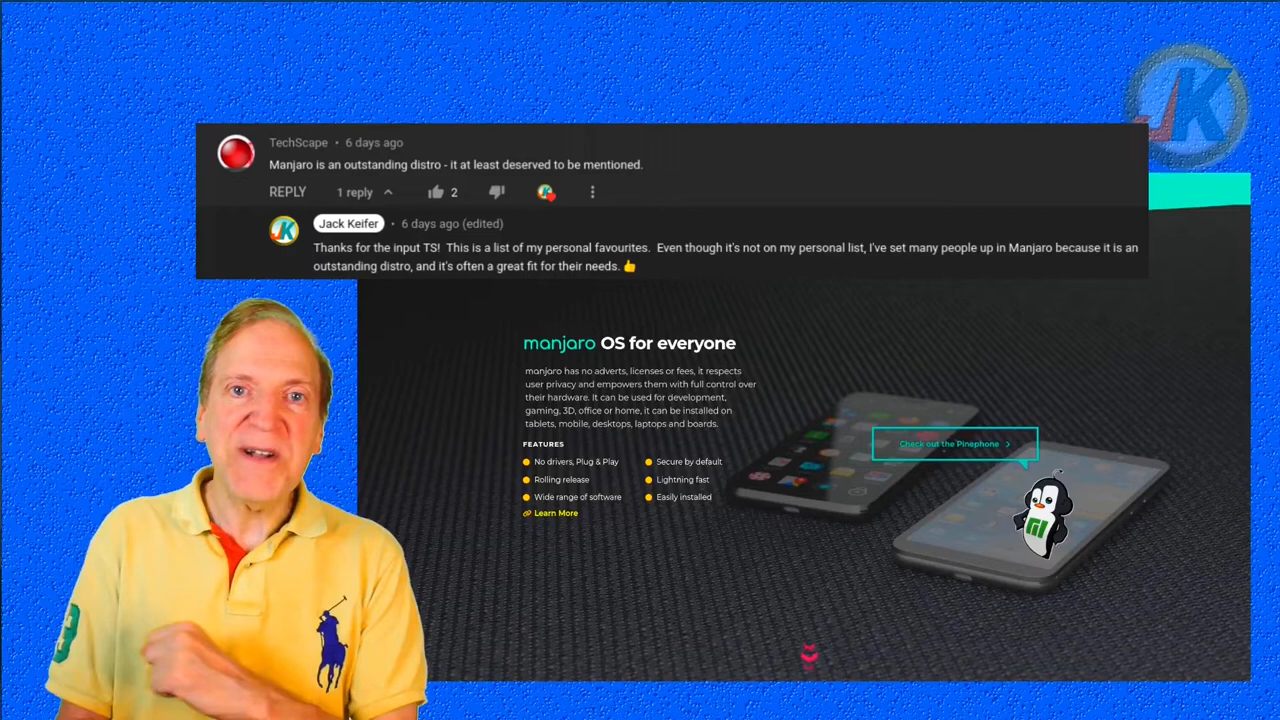 JK
TechScape • 6 days ago
Manjaro is an outstanding distro - it at least deserved to be mentioned.
REPLY 1 reply 2
JK
Jack Keifer • 6 days ago (edited)
Thanks for the input TS! This is a list of my personal favourites. Even though it's not on my personal list, I've set many people up in Manjaro because it is an
outstanding distro, and it's often a great fit for their needs. 👍
manjaro OS for everyone
manjaro has no adverts, licenses or fees, it respects
user privacy and empowers them with full control over
their hardware. It can be used for development,
gaming, 3D, office or home, it can be installed on
tablets, mobile, desktops, laptops and boards.
FEATURES
No drivers, Plug & Play
Secure by default
Rolling release
Lightning fast
Wide range of software
Easily installed
Learn More
Check out the Pinephone >
3